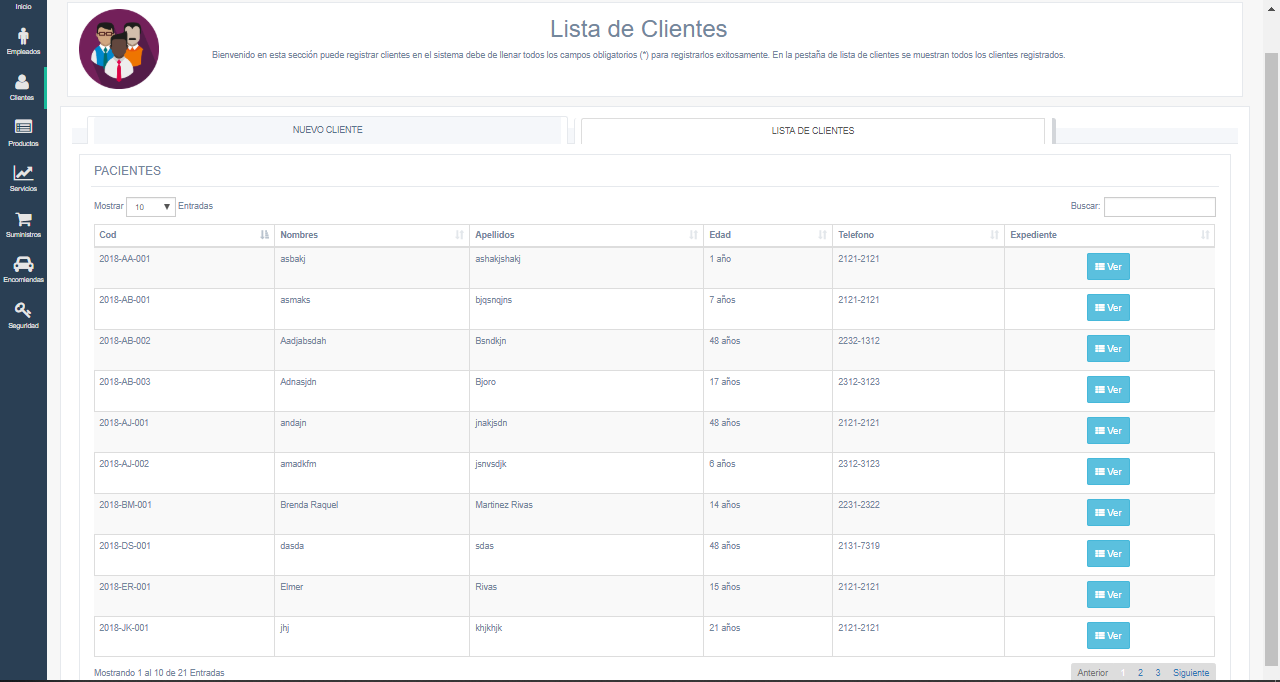 Inicio
Empleados
Clientes
Productos
Servicios
Suministros
Encomiendas
Seguridad
Lista de Clientes
Bienvenido en esta sección puede registrar clientes en el sistema debe de llenar todos los campos obligatorios (*) para registrarlos exitosamente. En la pestaña de lista de clientes se muestran todos los clientes registrados.
NUEVO CLIENTE LISTA DE CLIENTES
PACIENTES
Mostrar 10 Entradas Buscar:
Cod Nombres Apellidos Edad Telefono Expediente
2018-AA-001 asbakj ashakjshakj 1 año 2121-2121 Ver
2018-AB-001 asmaks bjqsnqjns 7 años 2121-2121 Ver
2018-AB-002 Aadjabsdah Bsndkjn 48 años 2232-1312 Ver
2018-AB-003 Adnasjdn Bjoro 17 años 2312-3123 Ver
2018-AJ-001 andajn jnakjsdn 48 años 2121-2121 Ver
2018-AJ-002 amadkfm jsnvsdjk 6 años 2312-3123 Ver
2018-BM-001 Brenda Raquel Martinez Rivas 14 años 2231-2322 Ver
2018-DS-001 dasda sdas 48 años 2131-7319 Ver
2018-ER-001 Elmer Rivas 15 años 2121-2121 Ver
2018-JK-001 jhj khjkhjk 21 años 2121-2121 Ver
Mostrando 1 al 10 de 21 Entradas Anterior 1 2 3 Siguiente